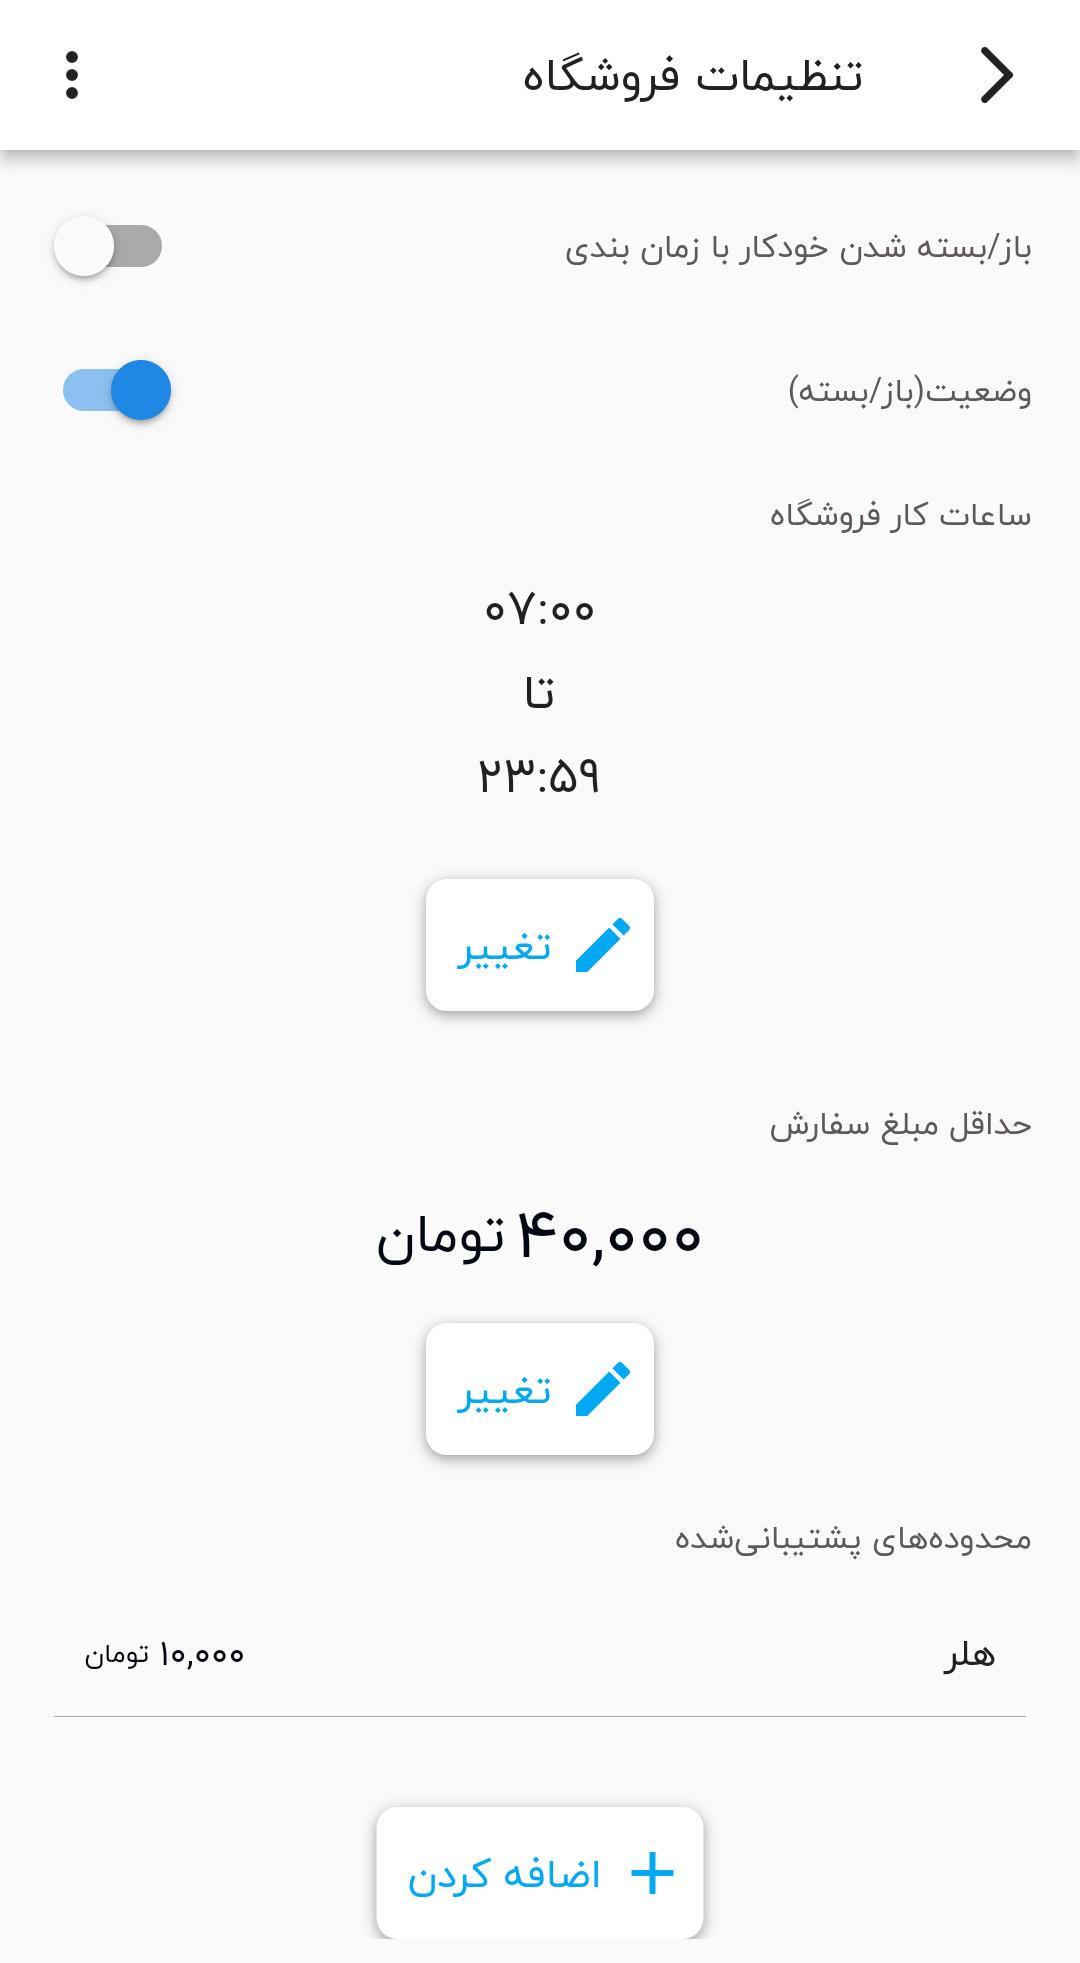 تنظیمات فروشگاه
باز/بسته شدن خودکار با زمان بندی
وضعیت(باز/بسته)
ساعات کار فروشگاه
۰۷:۰۰
تا
۲۳:۵۹
تغییر
حداقل مبلغ سفارش
۴۰,۰۰۰ تومان
تغییر
محدوده‌های پشتیبانی‌شده
هلر ۱۰,۰۰۰ تومان
اضافه کردن